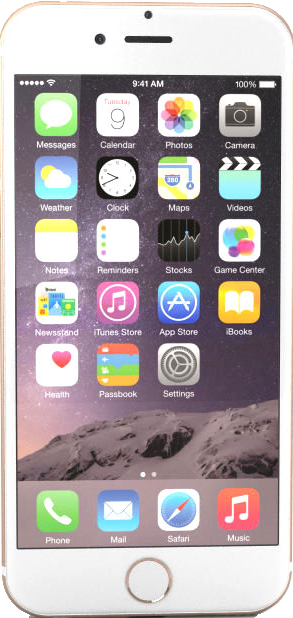 9:41 AM 100%
Tuesday
9
Messages Calendar Photos Camera
280
Weather Clock Maps Videos
Notes Reminders Stocks Game Center
Newsstand iTunes Store App Store iBooks
Health Passbook Settings
Phone Mail Safari Music